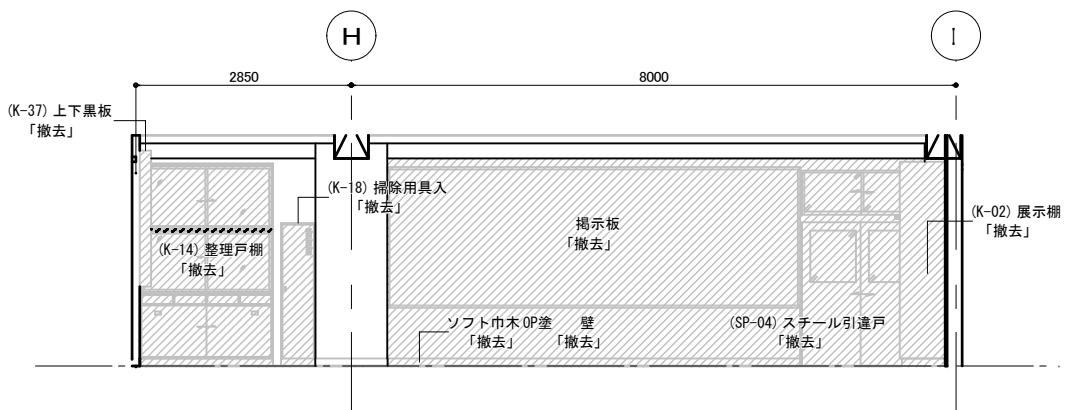 H
I
2850
8000
(K-37) 上下黒板
「撤去」
(K-18) 掃除用具入
「撤去」
掲示板
「撤去」
(K-02) 展示棚
「撤去」
(K-14) 整理戸棚
「撤去」
ソフト巾木 OP塗 壁
「撤去」 「撤去」
(SP-04) スチール引違戸
「撤去」